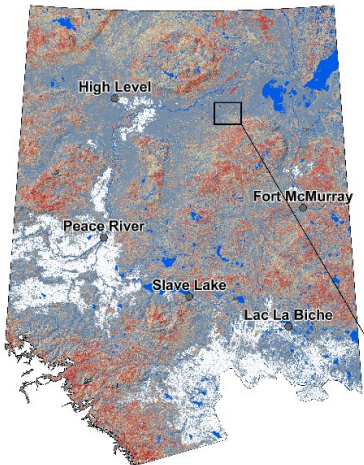 High Level
Fort McMurray
Peace River
Slave Lake
Lac La Biche